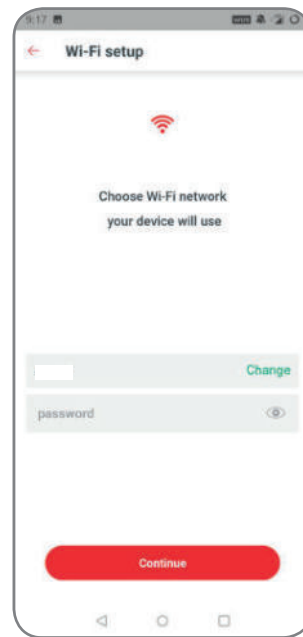 9:17
Wi-Fi setup
Choose Wi-Fi network
your device will use
Change
password
Continue